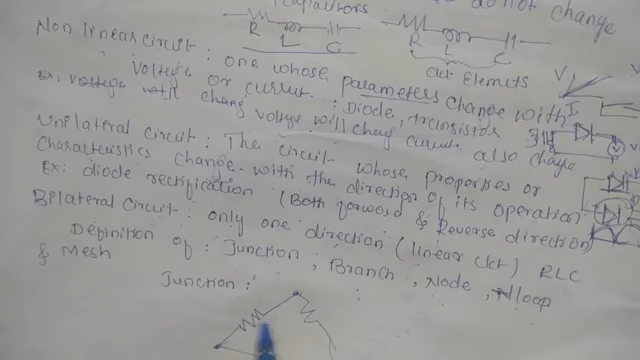 Capacitors. do not change
R L C R L C
ckt Elements
Non linear circuit : one whose parameters change with
voltage or current : Diode, transistor
Ex: voltage will chang voltage will chang current also change
Unilateral circuit : The circuit whose properties or
characteristics change with the direction of its operation
Ex: diode rectification (Both forward & Reverse direction)
Bilateral circuit : only one direction (linear ckt) RLC
Definition of : Junction ; Branch , Node , loop
& Mesh
Junction :
V I
V